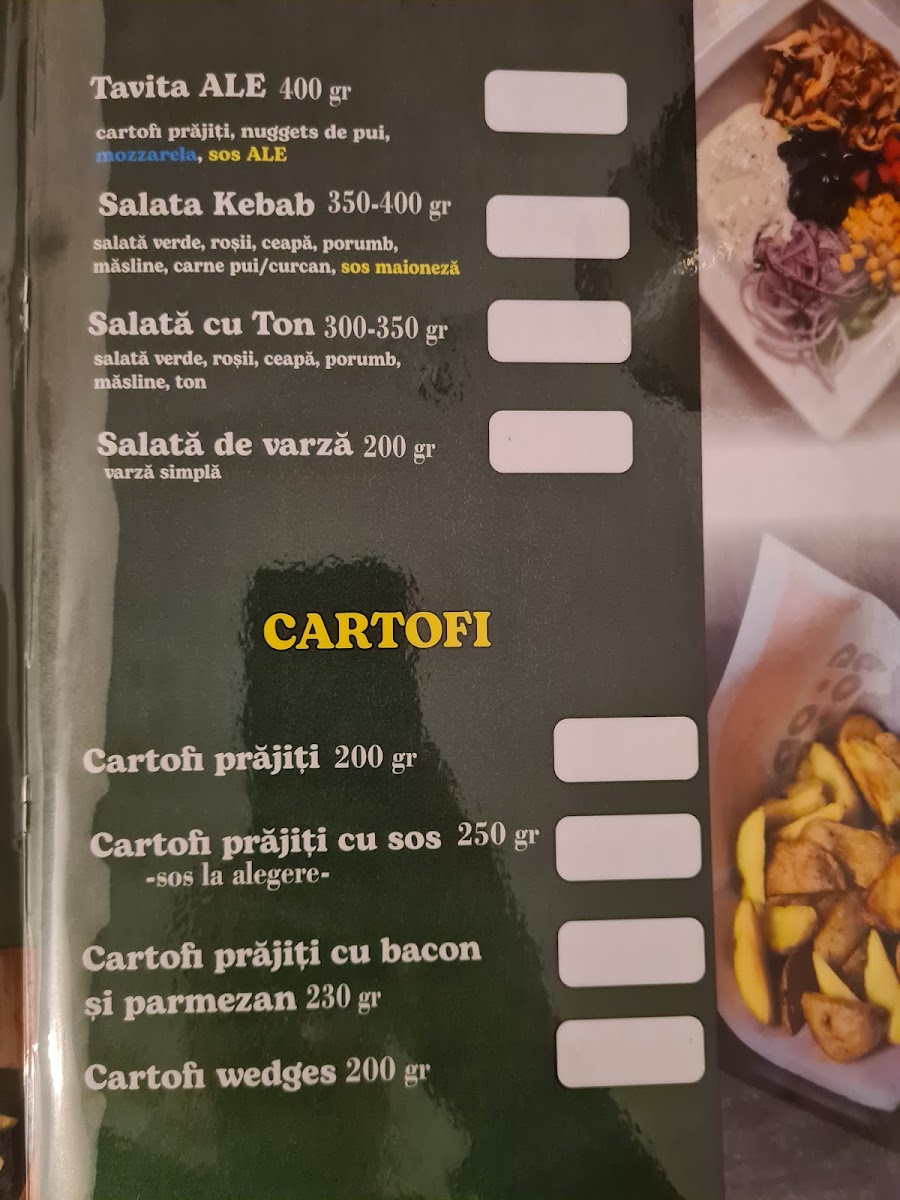 Tavita ALE 400 gr
cartofi prăjiți, nuggets de pui,
mozzarela, sos ALE
Salata Kebab 350-400 gr
salată verde, roșii, ceapă, porumb,
măsline, carne pui/curcan, sos maioneză
Salată cu Ton 300-350 gr
salată verde, roșii, ceapă, porumb,
măsline, ton
Salată de varză 200 gr
varză simplă
CARTOFI
Cartofi prăjiți 200 gr
Cartofi prăjiți cu sos 250 gr
-sos la alegere-
Cartofi prăjiți cu bacon
și parmezan 230 gr
Cartofi wedges 200 gr